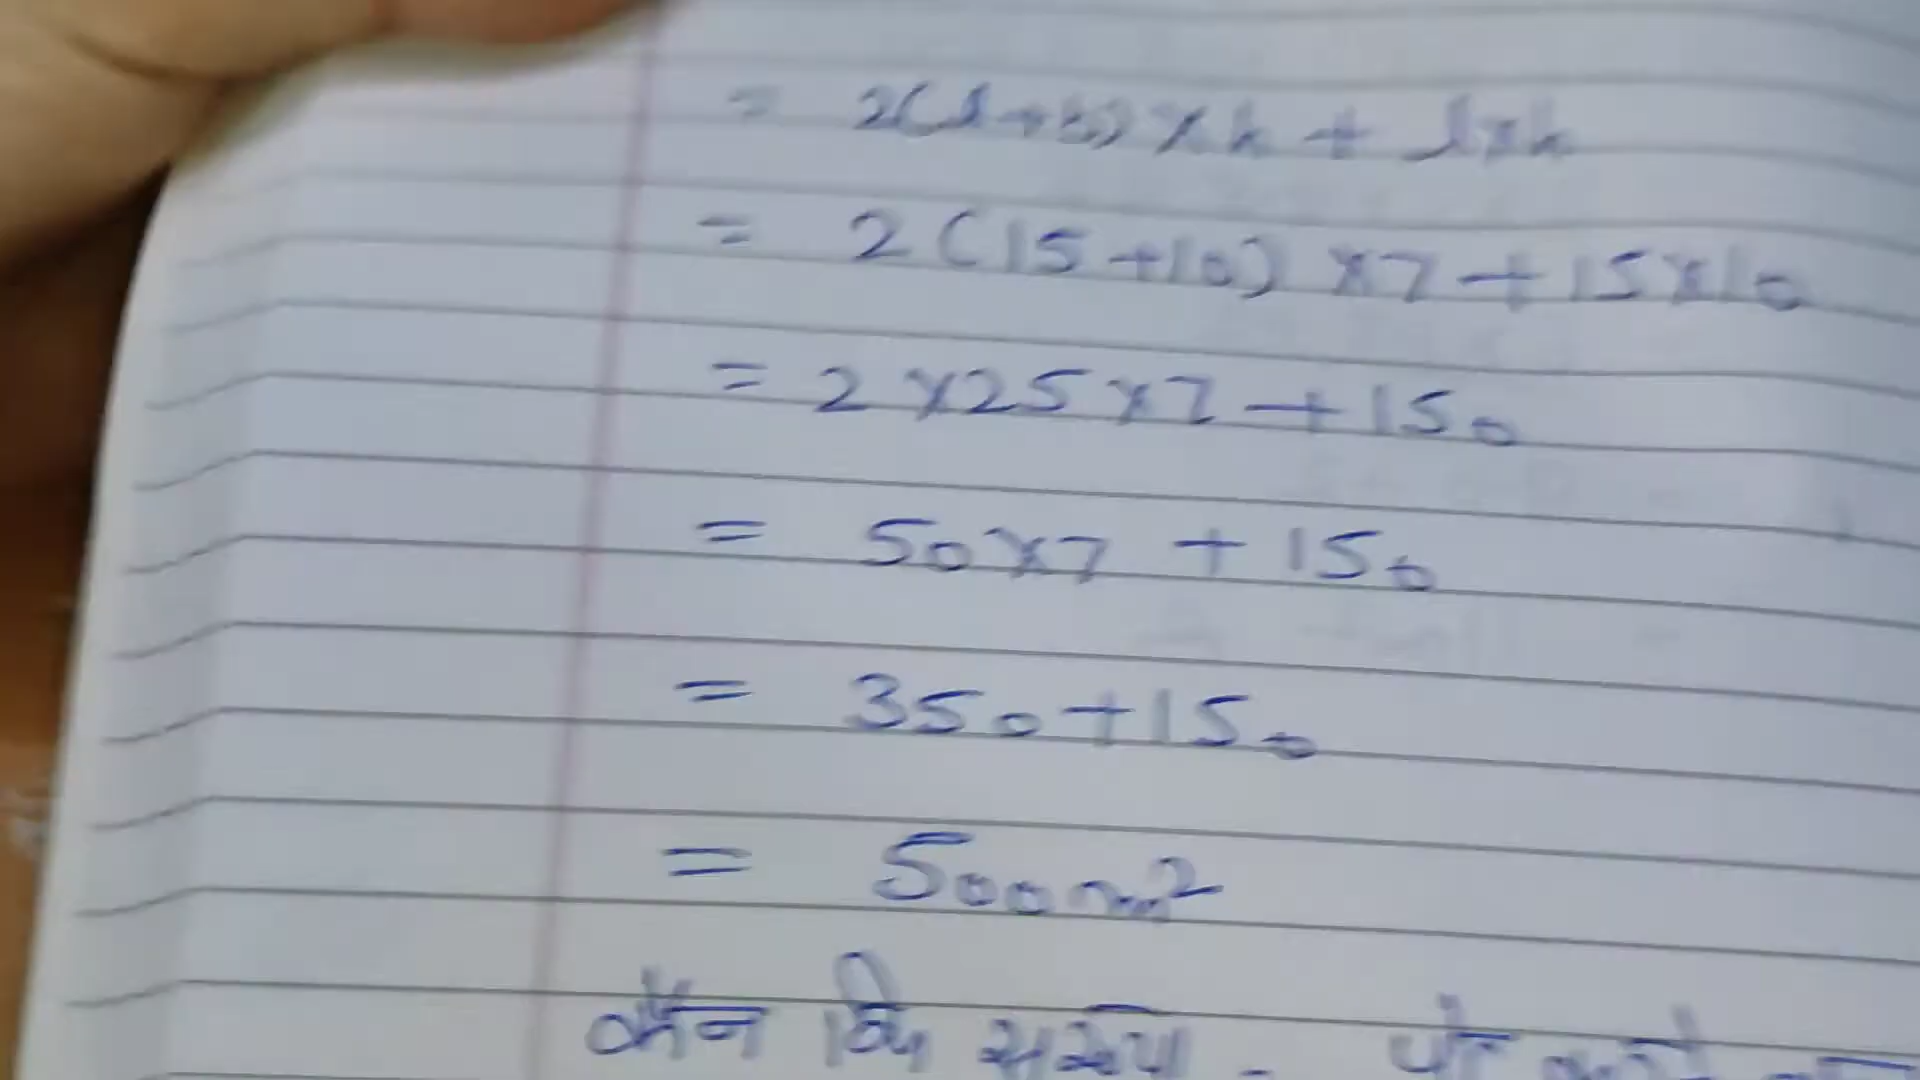 = 2(l+b)×h + l×h
= 2(15+10)×7+15×10
= 2×25×7+150
= 50×7 + 150
= 350+150
= 500m²
कैन कि संख्या -